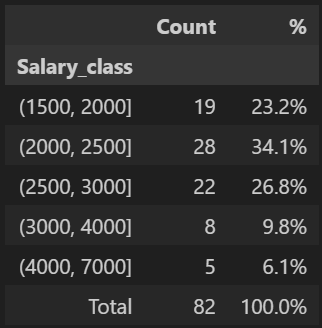 Count %
Salary_class
(1500, 2000] 19 23.2%
(2000, 2500] 28 34.1%
(2500, 3000] 22 26.8%
(3000, 4000] 8 9.8%
(4000, 7000] 5 6.1%
Total 82 100.0%